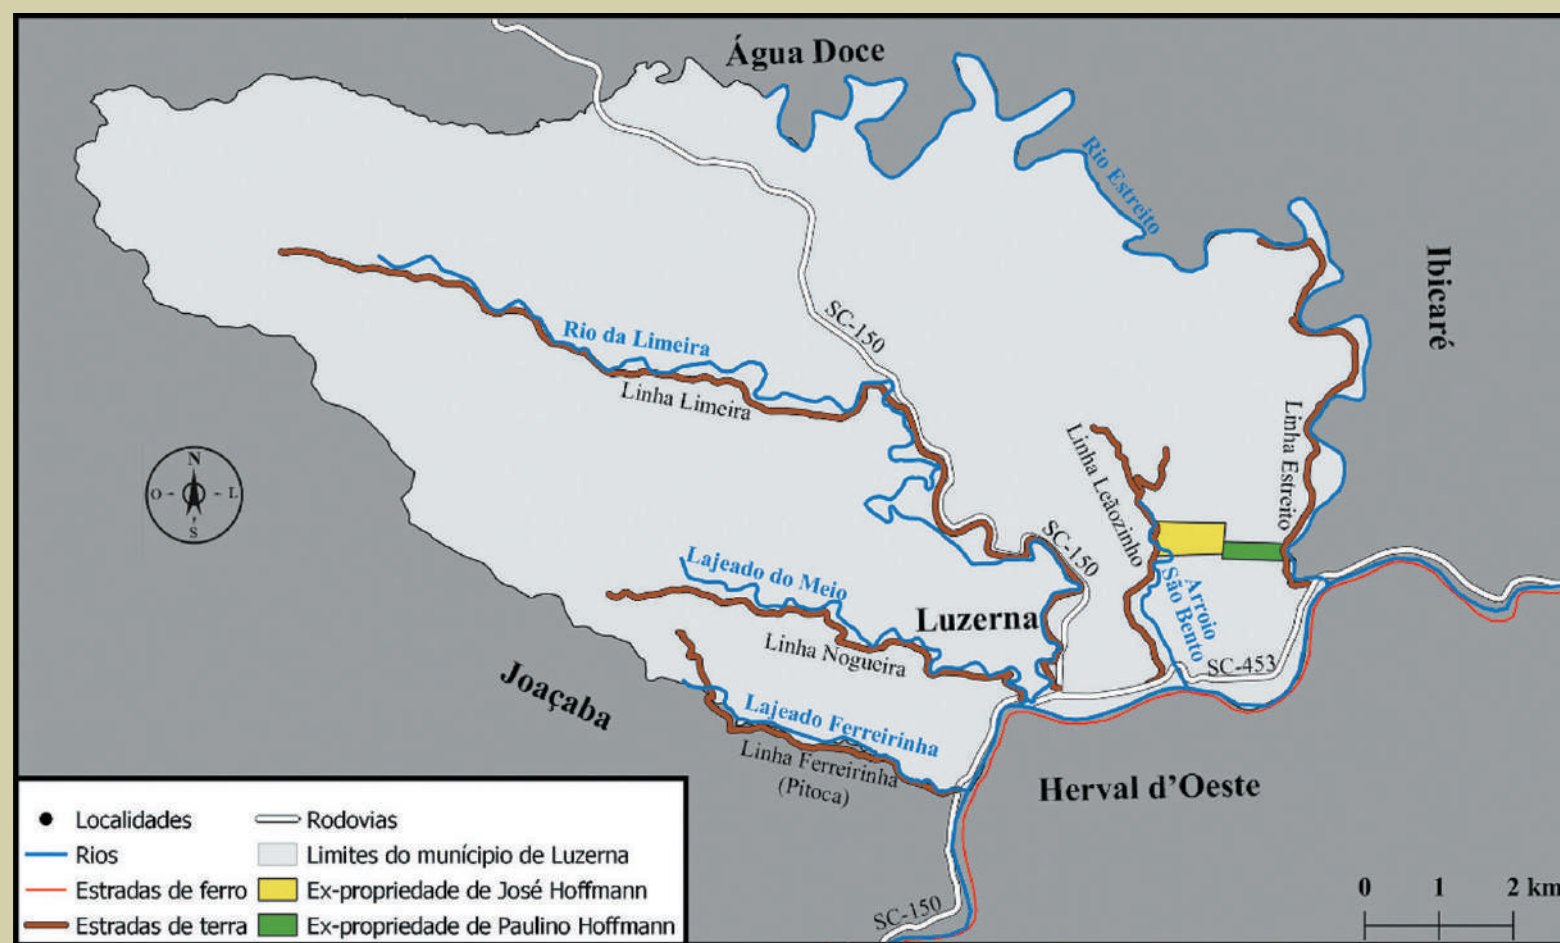 Água Doce
Rio Estreito
Ibicaré
SC-150
Rio da Limeira
Linha Limeira
Linha Estreito
Linha Leãozinho
N
O
L
S
SC-150
Lajeado do Meio
Arroio
São Bento
Luzerna
Linha Nogueira
SC-453
Joaçaba
Lajeado Ferreirinha
Linha Ferreirinha
(Pitoca)
Herval d'Oeste
SC-150
Localidades
Rios
Estradas de ferro
Estradas de terra
Rodovias
Limites do munícipio de Luzerna
Ex-propriedade de José Hoffmann
Ex-propriedade de Paulino Hoffmann
0 1 2 km